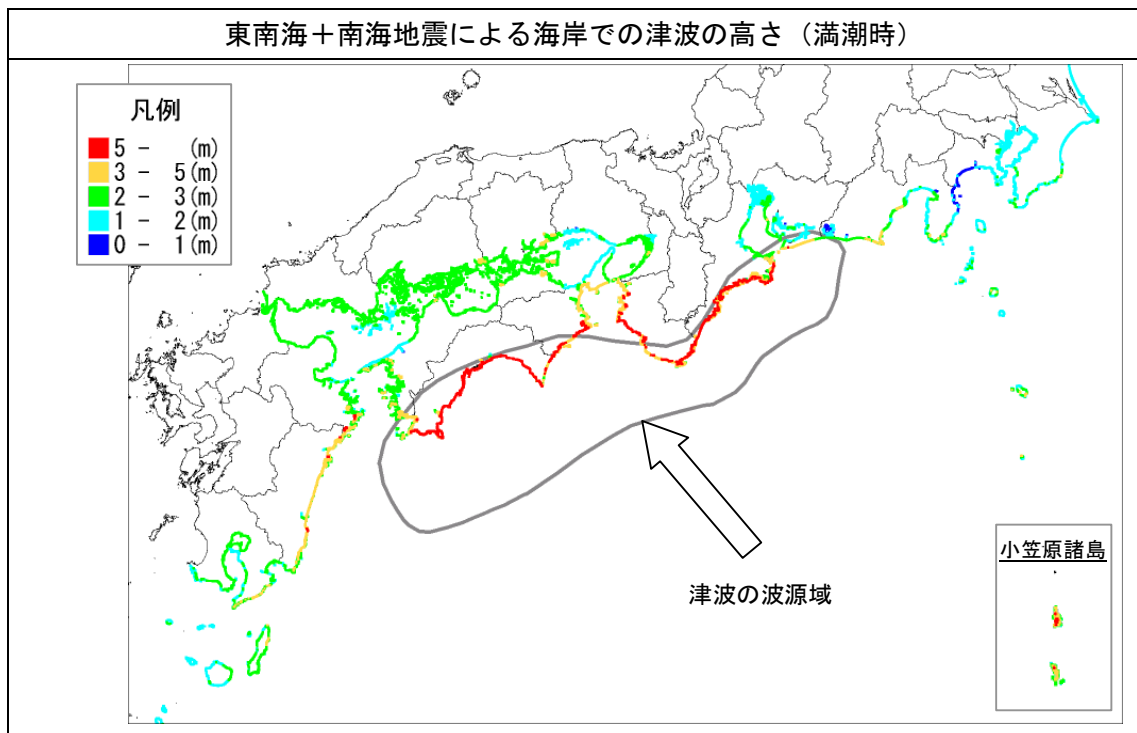 東南海＋南海地震による海岸での津波の高さ（満潮時）
凡例
5 - (m)
3 - 5(m)
2 - 3(m)
1 - 2(m)
0 - 1(m)
津波の波源域
小笠原諸島